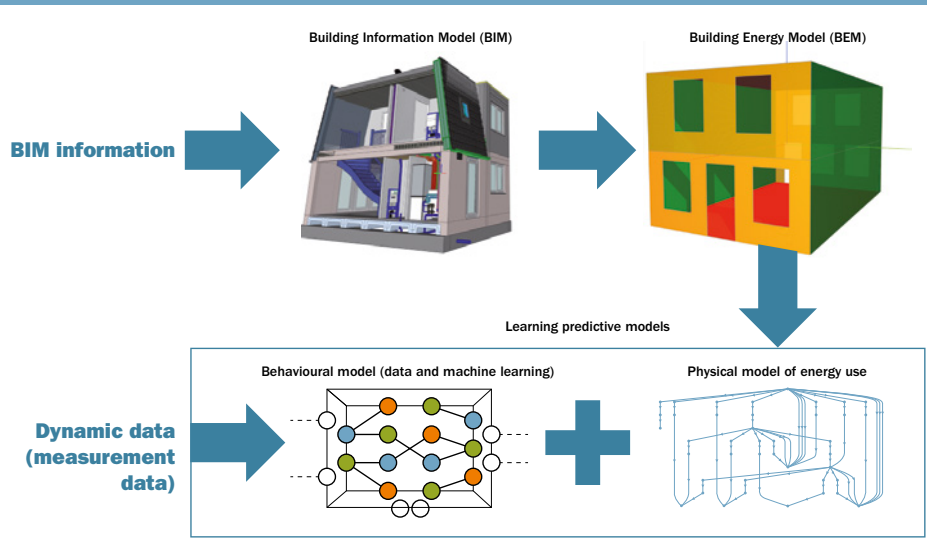 Building Information Model (BIM)
Building Energy Model (BEM)
BIM information
Learning predictive models
Behavioural model (data and machine learning)
Physical model of energy use
Dynamic data
(measurement
data)